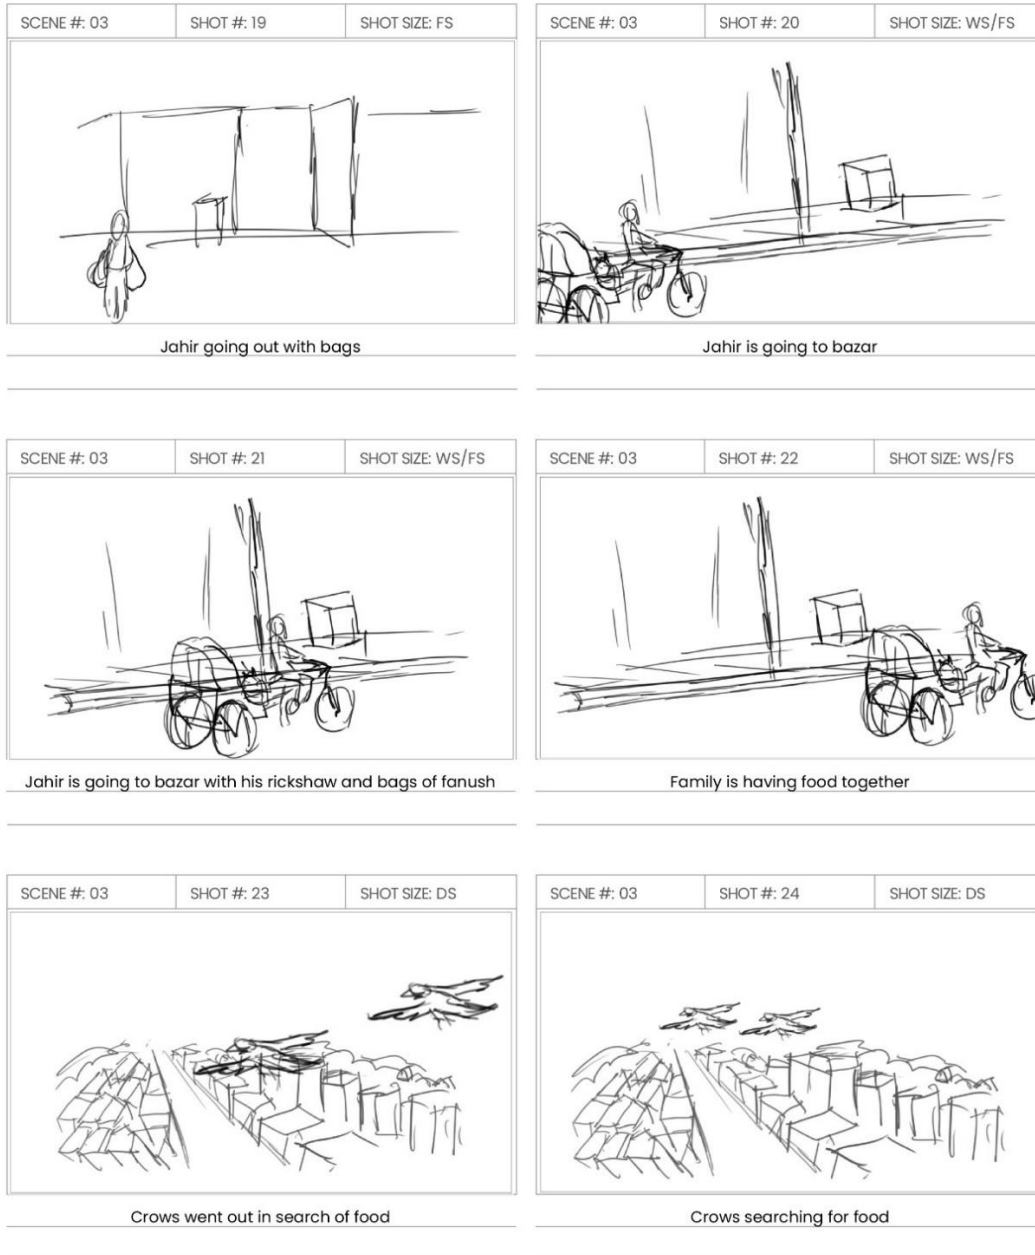 SCENE #: 03 SHOT #: 19 SHOT SIZE: FS
Jahir going out with bags
SCENE #: 03 SHOT #: 20 SHOT SIZE: WS/FS
Jahir is going to bazar
SCENE #: 03 SHOT #: 21 SHOT SIZE: WS/FS
Jahir is going to bazar with his rickshaw and bags of fanush
SCENE #: 03 SHOT #: 22 SHOT SIZE: WS/FS
Family is having food together
SCENE #: 03 SHOT #: 23 SHOT SIZE: DS
Crows went out in search of food
SCENE #: 03 SHOT #: 24 SHOT SIZE: DS
Crows searching for food